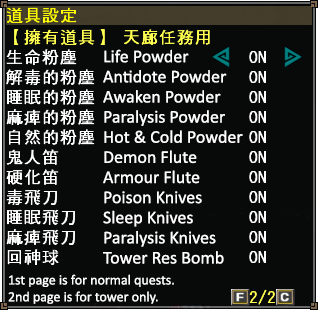 道具設定
【擁有道具】 天廊任務用
生命粉塵 Life Powder ON
解毒的粉塵 Antidote Powder ON
睡眠的粉塵 Awaken Powder ON
麻痺的粉塵 Paralysis Powder ON
自然的粉塵 Hot & Cold Powder ON
鬼人笛 Demon Flute ON
硬化笛 Armour Flute ON
毒飛刀 Poison Knives ON
睡眠飛刀 Sleep Knives ON
麻痺飛刀 Paralysis Knives ON
回神球 Tower Res Bomb ON
1st page is for normal quests.
2nd page is for tower only.
F 2/2 C